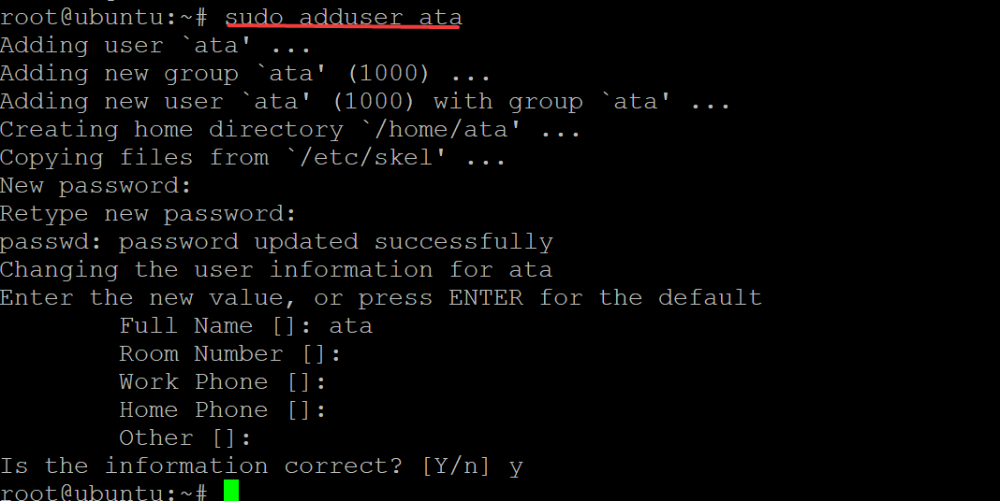 root@ubuntu:~# sudo adduser ata
Adding user `ata' ...
Adding new group `ata' (1000) ...
Adding new user `ata' (1000) with group `ata' ...
Creating home directory `/home/ata' ...
Copying files from `/etc/skel' ...
New password:
Retype new password:
passwd: password updated successfully
Changing the user information for ata
Enter the new value, or press ENTER for the default
        Full Name []: ata
        Room Number []:
        Work Phone []:
        Home Phone []:
        Other []:
Is the information correct? [Y/n] y
root@ubuntu:~#